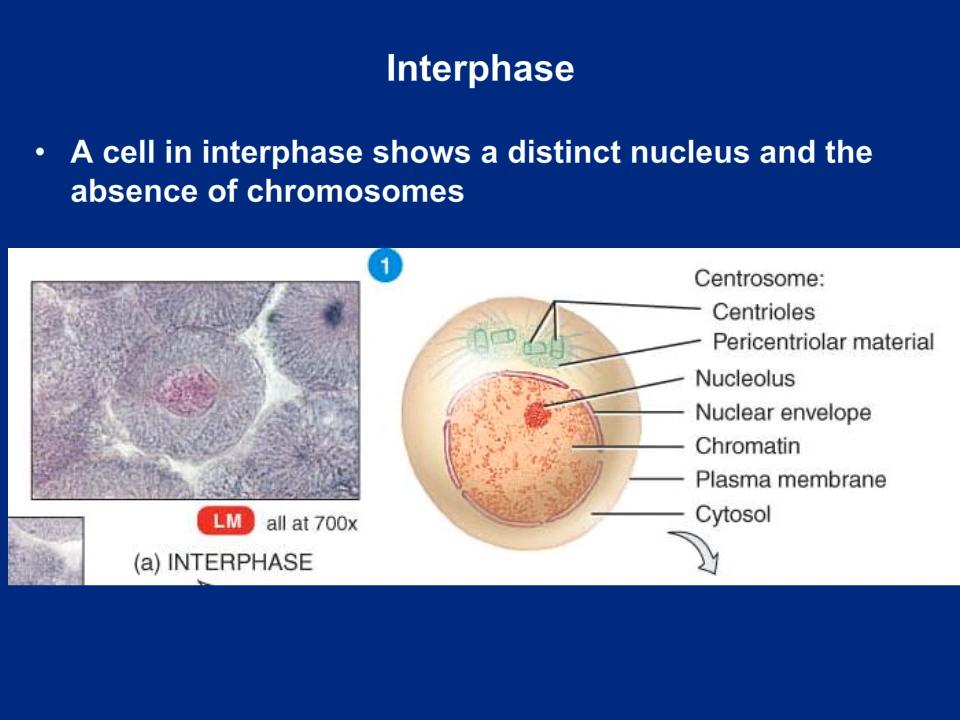 Interphase
• A cell in interphase shows a distinct nucleus and the
absence of chromosomes
1
Centrosome:
Centrioles
Pericentriolar material
Nucleolus
Nuclear envelope
Chromatin
Plasma membrane
Cytosol
LM all at 700x
(a) INTERPHASE